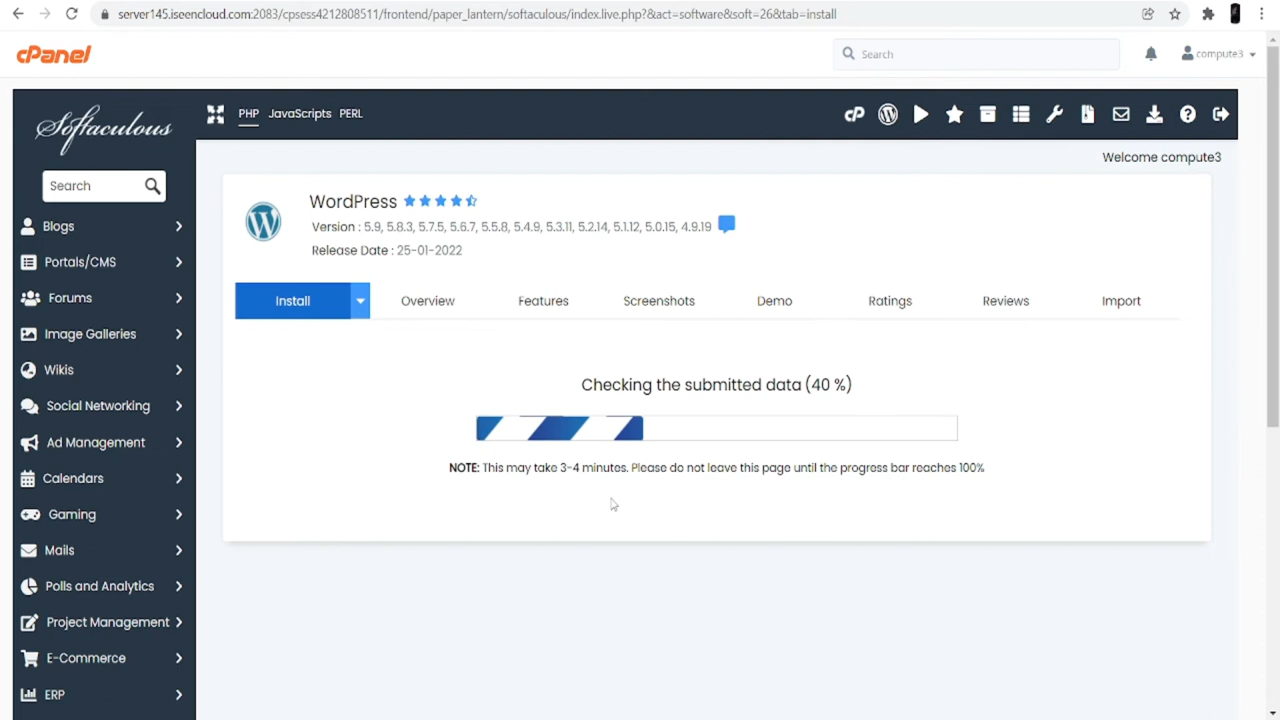 server145.iseencloud.com:2083/cpsess4212808511/frontend/paper_lantern/softaculous/index.live.php?&act=software&soft=26&tab=install
cPanel
Search
compute3
Softaculous
PHP JavaScripts PERL
cP
Welcome compute3
Search
WordPress
Version : 5.9, 5.8.3, 5.7.5, 5.6.7, 5.5.8, 5.4.9, 5.3.11, 5.2.14, 5.1.12, 5.0.15, 4.9.19
Release Date : 25-01-2022
Install Overview Features Screenshots Demo Ratings Reviews Import
Checking the submitted data (40 %)
NOTE: This may take 3-4 minutes. Please do not leave this page until the progress bar reaches 100%
Blogs
Portals/CMS
Forums
Image Galleries
Wikis
Social Networking
Ad Management
Calendars
Gaming
Mails
Polls and Analytics
Project Management
E-Commerce
ERP